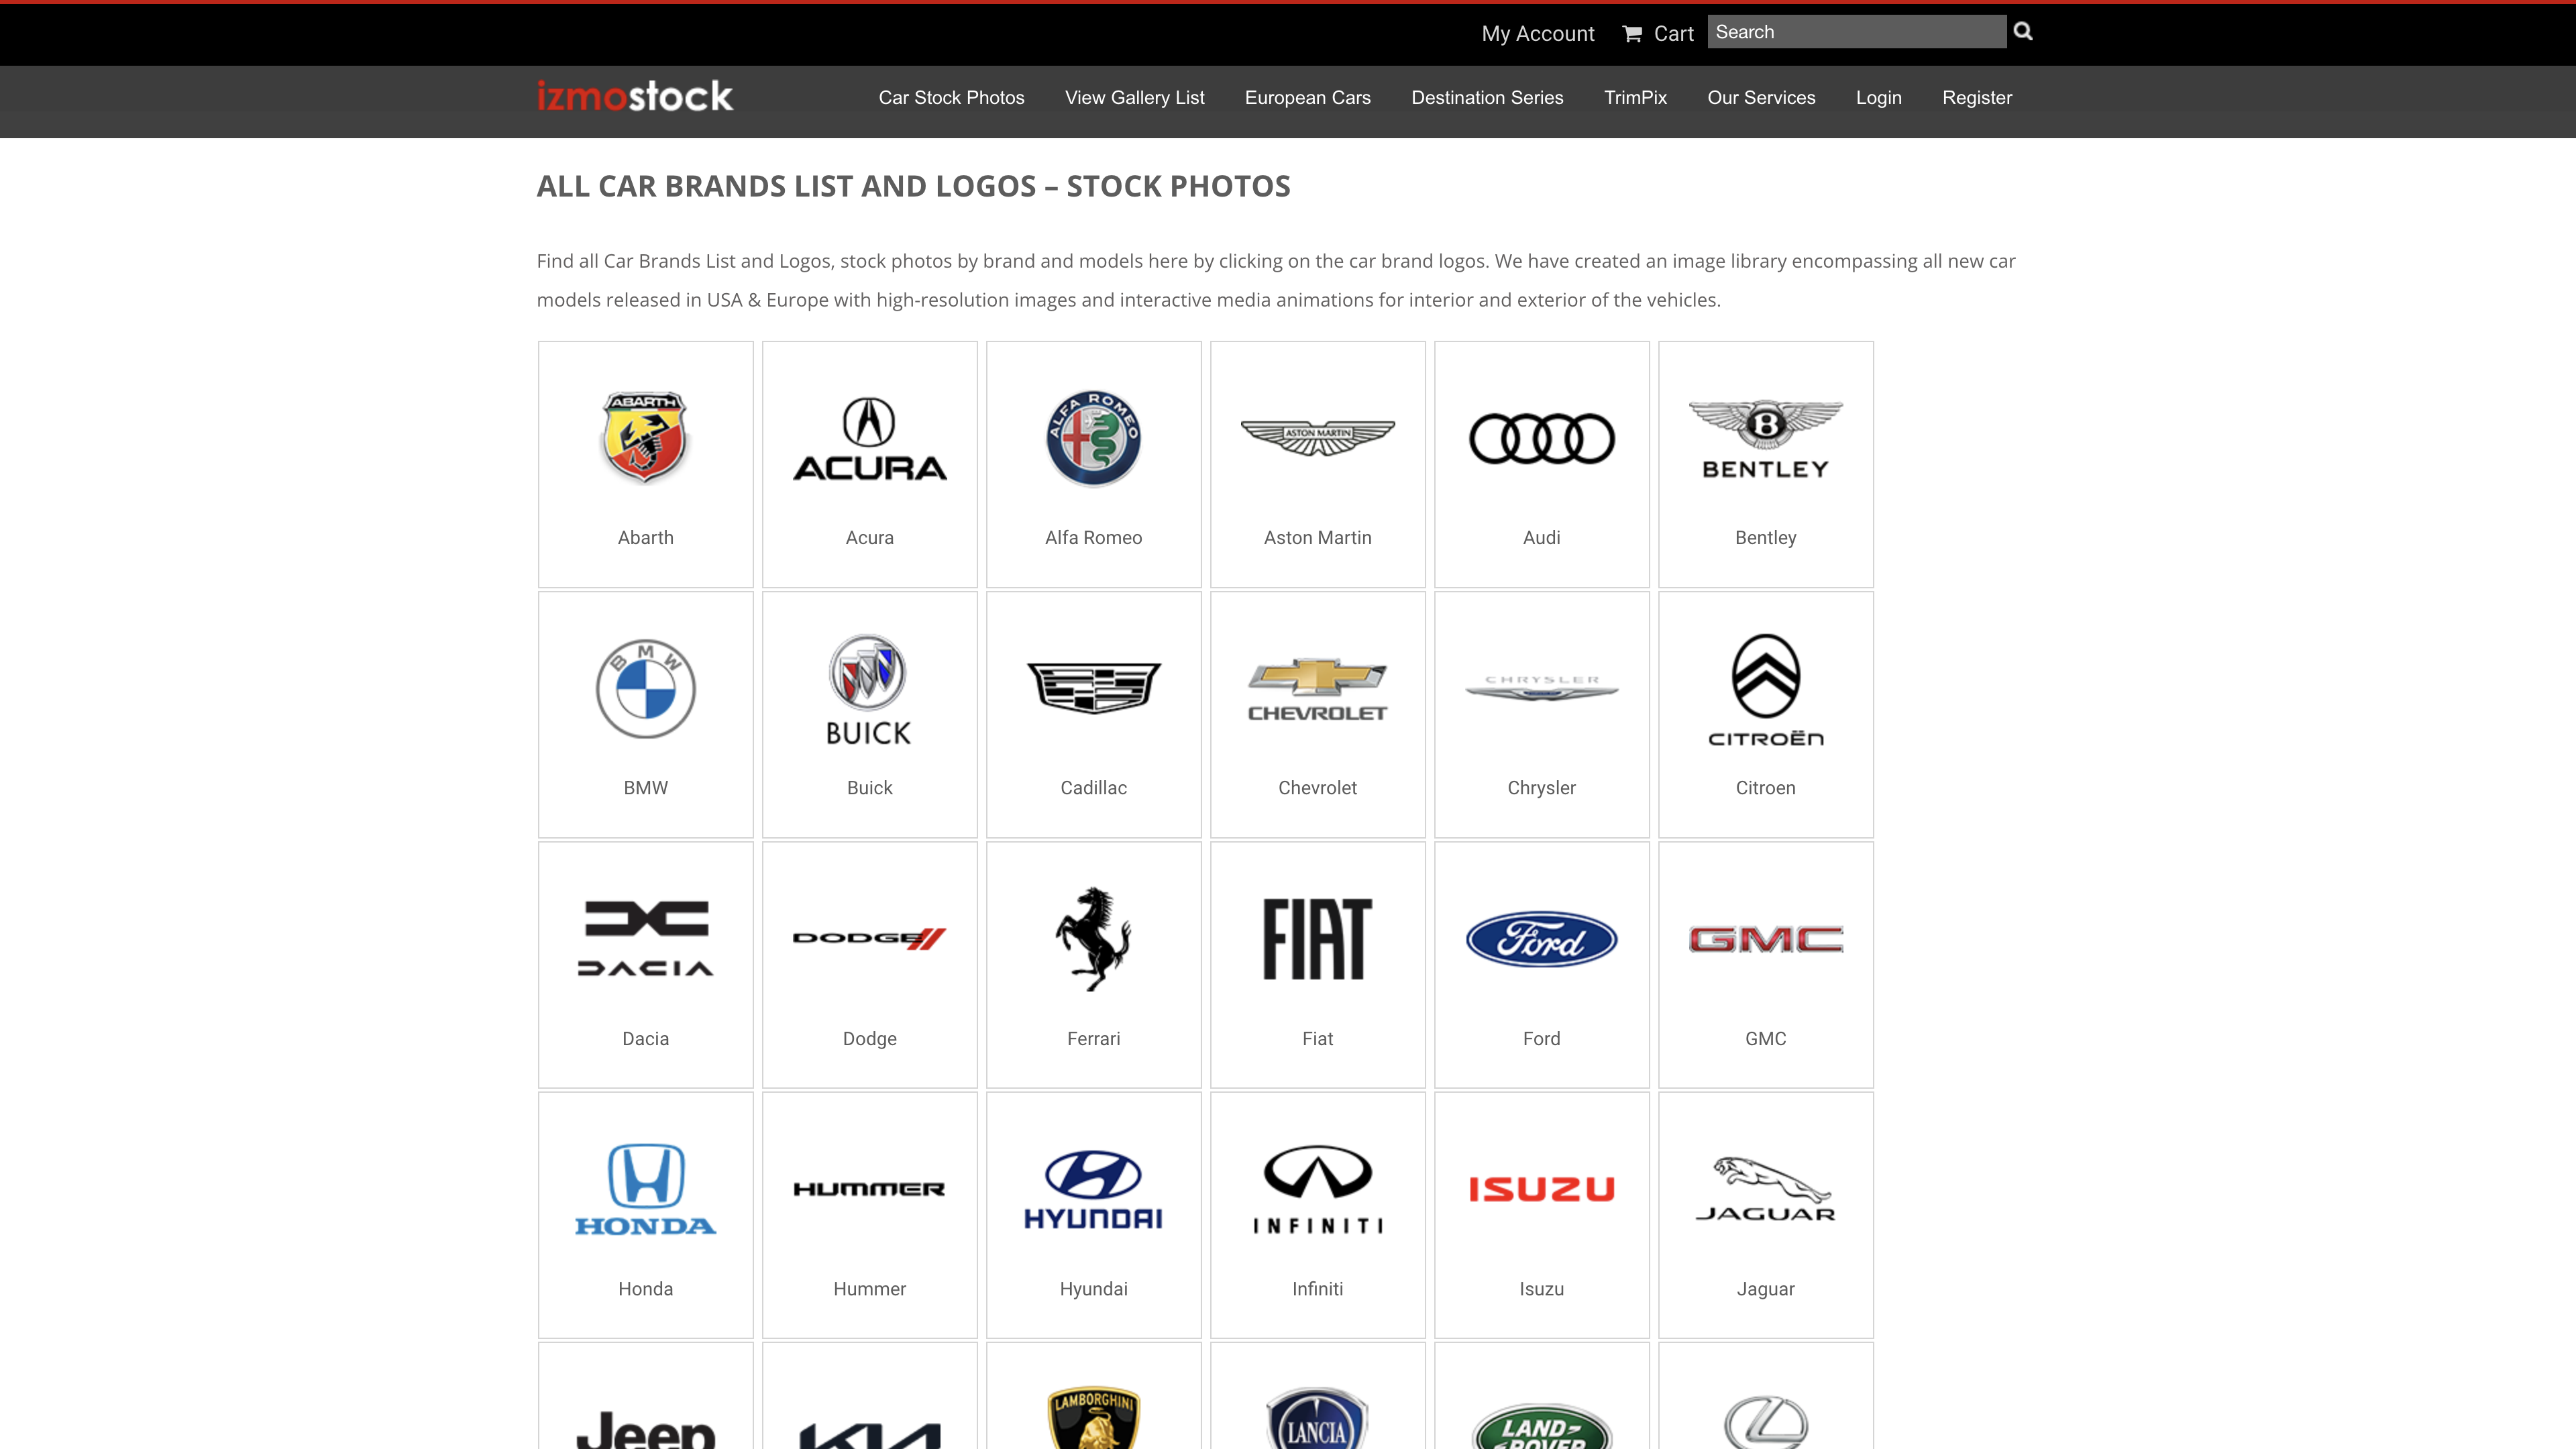 My Account Cart Search
izmostock Car Stock Photos View Gallery List European Cars Destination Series TrimPix Our Services Login Register
ALL CAR BRANDS LIST AND LOGOS – STOCK PHOTOS
Find all Car Brands List and Logos, stock photos by brand and models here by clicking on the car brand logos. We have created an image library encompassing all new car
models released in USA & Europe with high-resolution images and interactive media animations for interior and exterior of the vehicles.
ABARTH ACURA ALFA ROMEO ASTON MARTIN B BENTLEY
Abarth Acura Alfa Romeo Aston Martin Audi Bentley
BMW BUICK CHEVROLET CHRYSLER CITROËN
BMW Buick Cadillac Chevrolet Chrysler Citroen
DACIA DODGE FIAT Ford GMC
Dacia Dodge Ferrari Fiat Ford GMC
HONDA HUMMER HYUNDAI INFINITI ISUZU JAGUAR
Honda Hummer Hyundai Infiniti Isuzu Jaguar
Jeep KIA LAMBORGHINI LANCIA LAND-ROVER